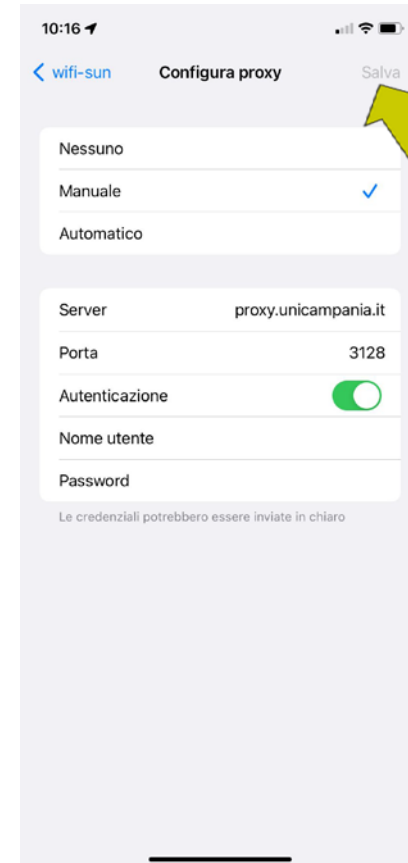 10:16
wifi-sun Configura proxy Salva
Nessuno
Manuale
Automatico
Server proxy.unicampania.it
Porta 3128
Autenticazione
Nome utente
Password
Le credenziali potrebbero essere inviate in chiaro